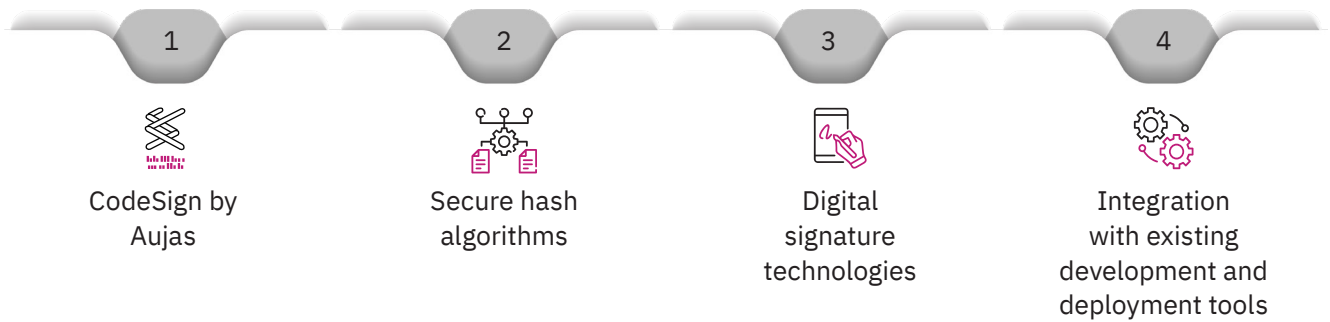 1
CodeSign by
Aujas
2
Secure hash
algorithms
3
Digital
signature
technologies
4
Integration
with existing
development and
deployment tools